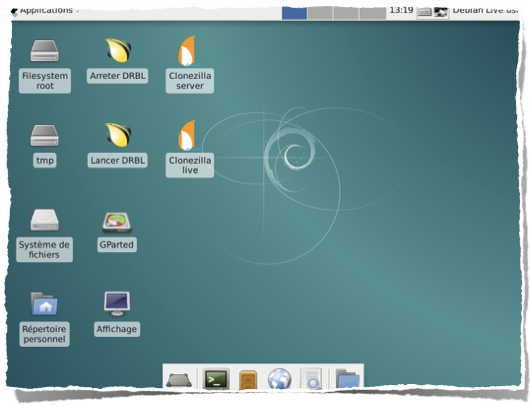 Applications
13:19
Debian Live us
Filesystem
root
Arreter DRBL
Clonezilla
server
tmp
Lancer DRBL
Clonezilla
live
Système de
fichiers
GParted
Répertoire
personnel
Affichage
>_